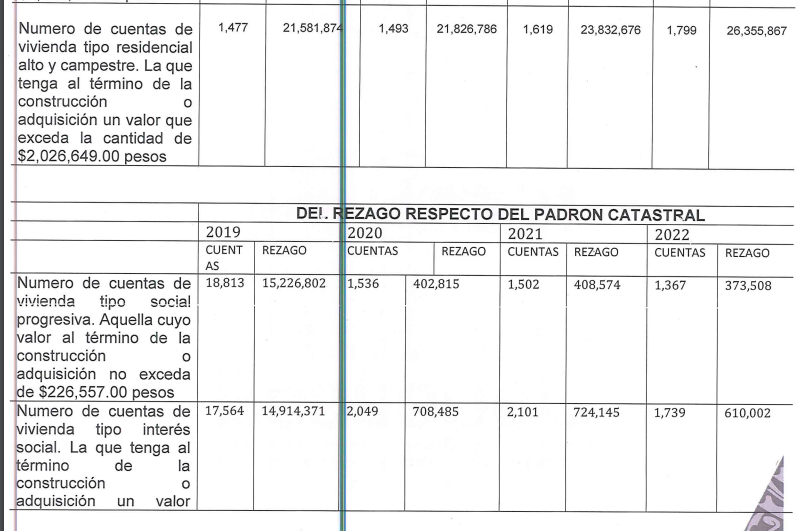 Numero de cuentas de vivienda tipo residencial alto y campestre. La que tenga al término de la construcción o adquisición un valor que exceda la cantidad de $2,026,649.00 pesos
1,477 21,581,874 1,493 21,826,786 1,619 23,832,676 1,799 26,355,867
DEL REZAGO RESPECTO DEL PADRON CATASTRAL
2019 2020 2021 2022
CUENTAS REZAGO CUENTAS REZAGO CUENTAS REZAGO CUENTAS REZAGO
Numero de cuentas de
vivienda tipo social
progresiva. Aquella cuyo
valor al término de la
construcción o
adquisición no exceda
de $226,557.00 pesos
18,813 15,226,802 1,536 402,815 1,502 408,574 1,367 373,508
Numero de cuentas de
vivienda tipo interés
social. La que tenga al
término de la
construcción o
adquisición un valor
17,564 14,914,371 2,049 708,485 2,101 724,145 1,739 610,002